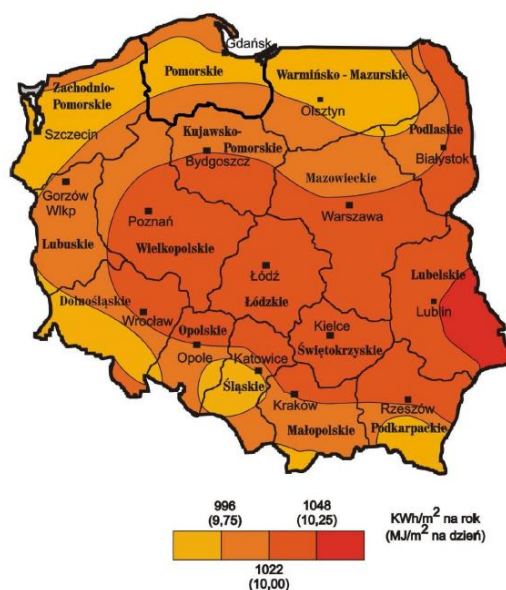 Gdańsk
Zachodnio-
Pomorskie
Pomorskie
Warmińsko - Mazurskie
Olsztyn
Szczecin
Podlaskie
Kujawsko-
Pomorskie
Bydgoszcz
Białystok
Mazowieckie
Gorzów
Wlkp
Poznań
Warszawa
Lubuskie
Wielkopolskie
Łódź
Łódzkie
Lubelskie
Lublin
Dolnośląskie
Wrocław
Opolskie
Opole
Kielce
Świętokrzyskie
Katowice
Śląskie
Kraków
Rzeszów
Małopolskie
Podkarpackie
996
(9,75)
1048
(10,25)
KWh/m² na rok
(MJ/m² na dzień)
1022
(10,00)